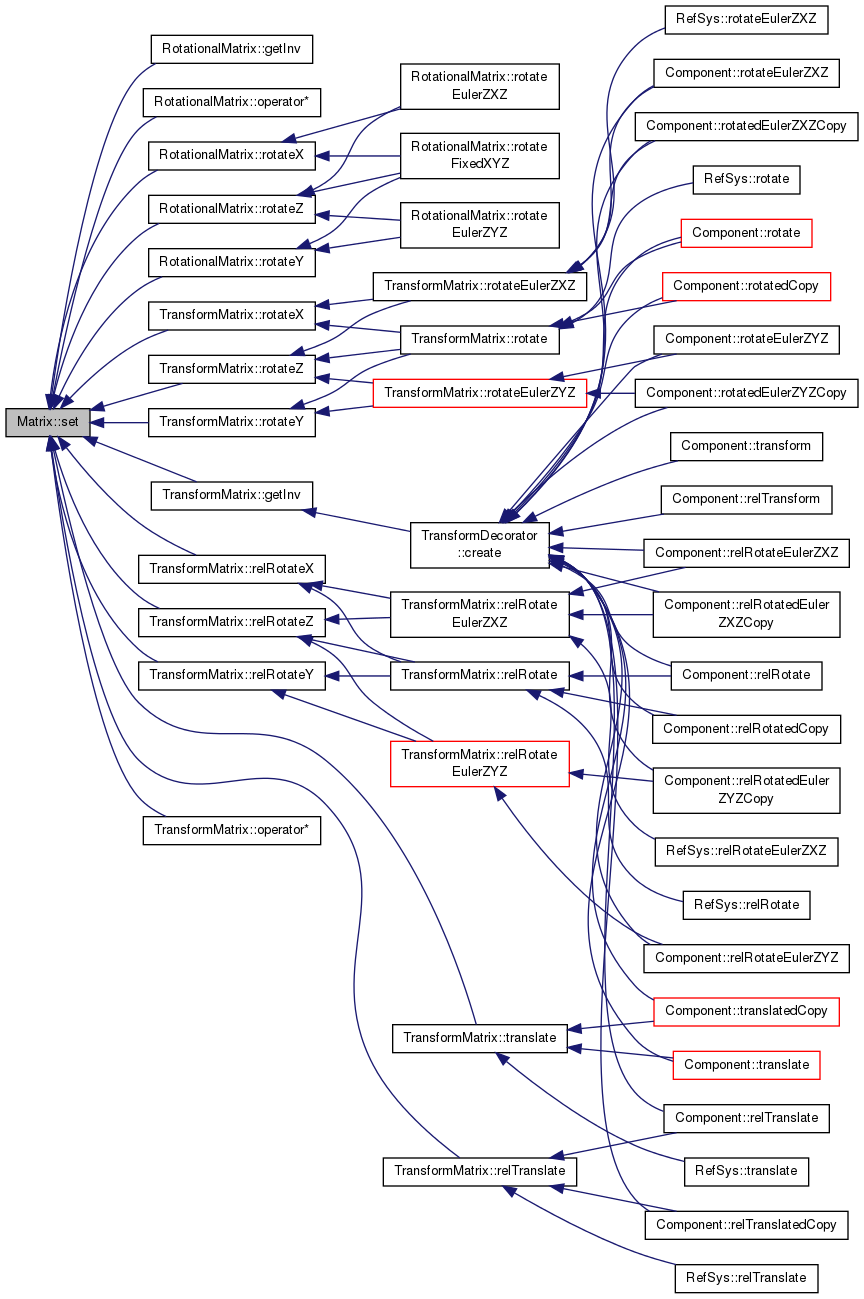 Matrix::set
RotationalMatrix::getInv
RotationalMatrix::operator*
RotationalMatrix::rotateX
RotationalMatrix::rotateZ
RotationalMatrix::rotateY
TransformMatrix::rotateX
TransformMatrix::rotateZ
TransformMatrix::rotateY
TransformMatrix::getInv
TransformMatrix::relRotateX
TransformMatrix::relRotateZ
TransformMatrix::relRotateY
TransformMatrix::operator*
RotationalMatrix::rotate
EulerZXZ
RotationalMatrix::rotate
FixedXYZ
RotationalMatrix::rotate
EulerZYZ
TransformMatrix::rotateEulerZXZ
TransformMatrix::rotate
TransformMatrix::rotateEulerZYZ
TransformDecorator
::create
TransformMatrix::relRotate
EulerZXZ
TransformMatrix::relRotate
TransformMatrix::relRotate
EulerZYZ
TransformMatrix::translate
TransformMatrix::relTranslate
RefSys::rotateEulerZXZ
Component::rotateEulerZXZ
Component::rotatedEulerZXZCopy
RefSys::rotate
Component::rotate
Component::rotatedCopy
Component::rotateEulerZYZ
Component::rotatedEulerZYZCopy
Component::transform
Component::relTransform
Component::relRotateEulerZXZ
Component::relRotatedEuler
ZXZCopy
Component::relRotate
Component::relRotatedCopy
Component::relRotatedEuler
ZYZCopy
RefSys::relRotateEulerZXZ
RefSys::relRotate
Component::relRotateEulerZYZ
Component::translatedCopy
Component::translate
Component::relTranslate
RefSys::translate
Component::relTranslatedCopy
RefSys::relTranslate